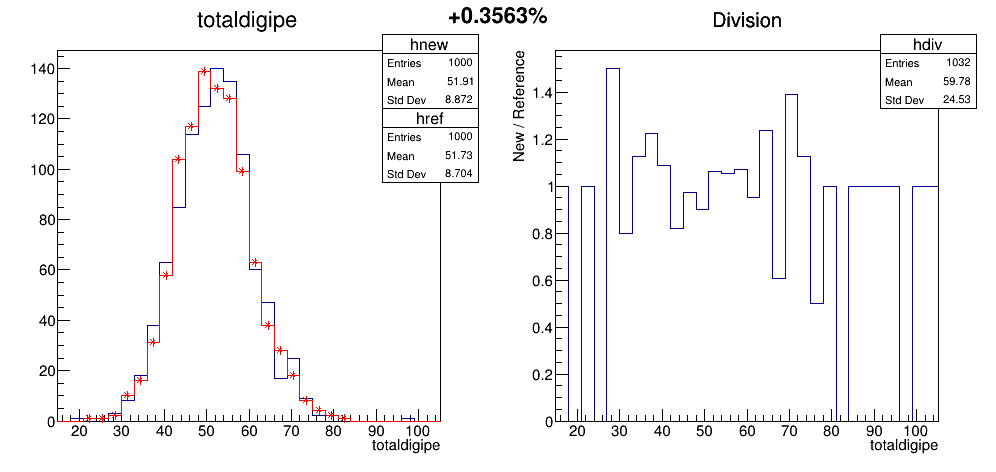 +0.3563%
totaldigipe
hnew
Entries 1000
Mean 51.91
Std Dev 8.872
href
Entries 1000
Mean 51.73
Std Dev 8.704
140
120
100
80
60
40
20
0
20 30 40 50 60 70 80 90 100
totaldigipe
Division
hdiv
Entries 1032
Mean 59.78
Std Dev 24.53
New / Reference
1.4
1.2
1
0.8
0.6
0.4
0.2
0
20 30 40 50 60 70 80 90 100
totaldigipe